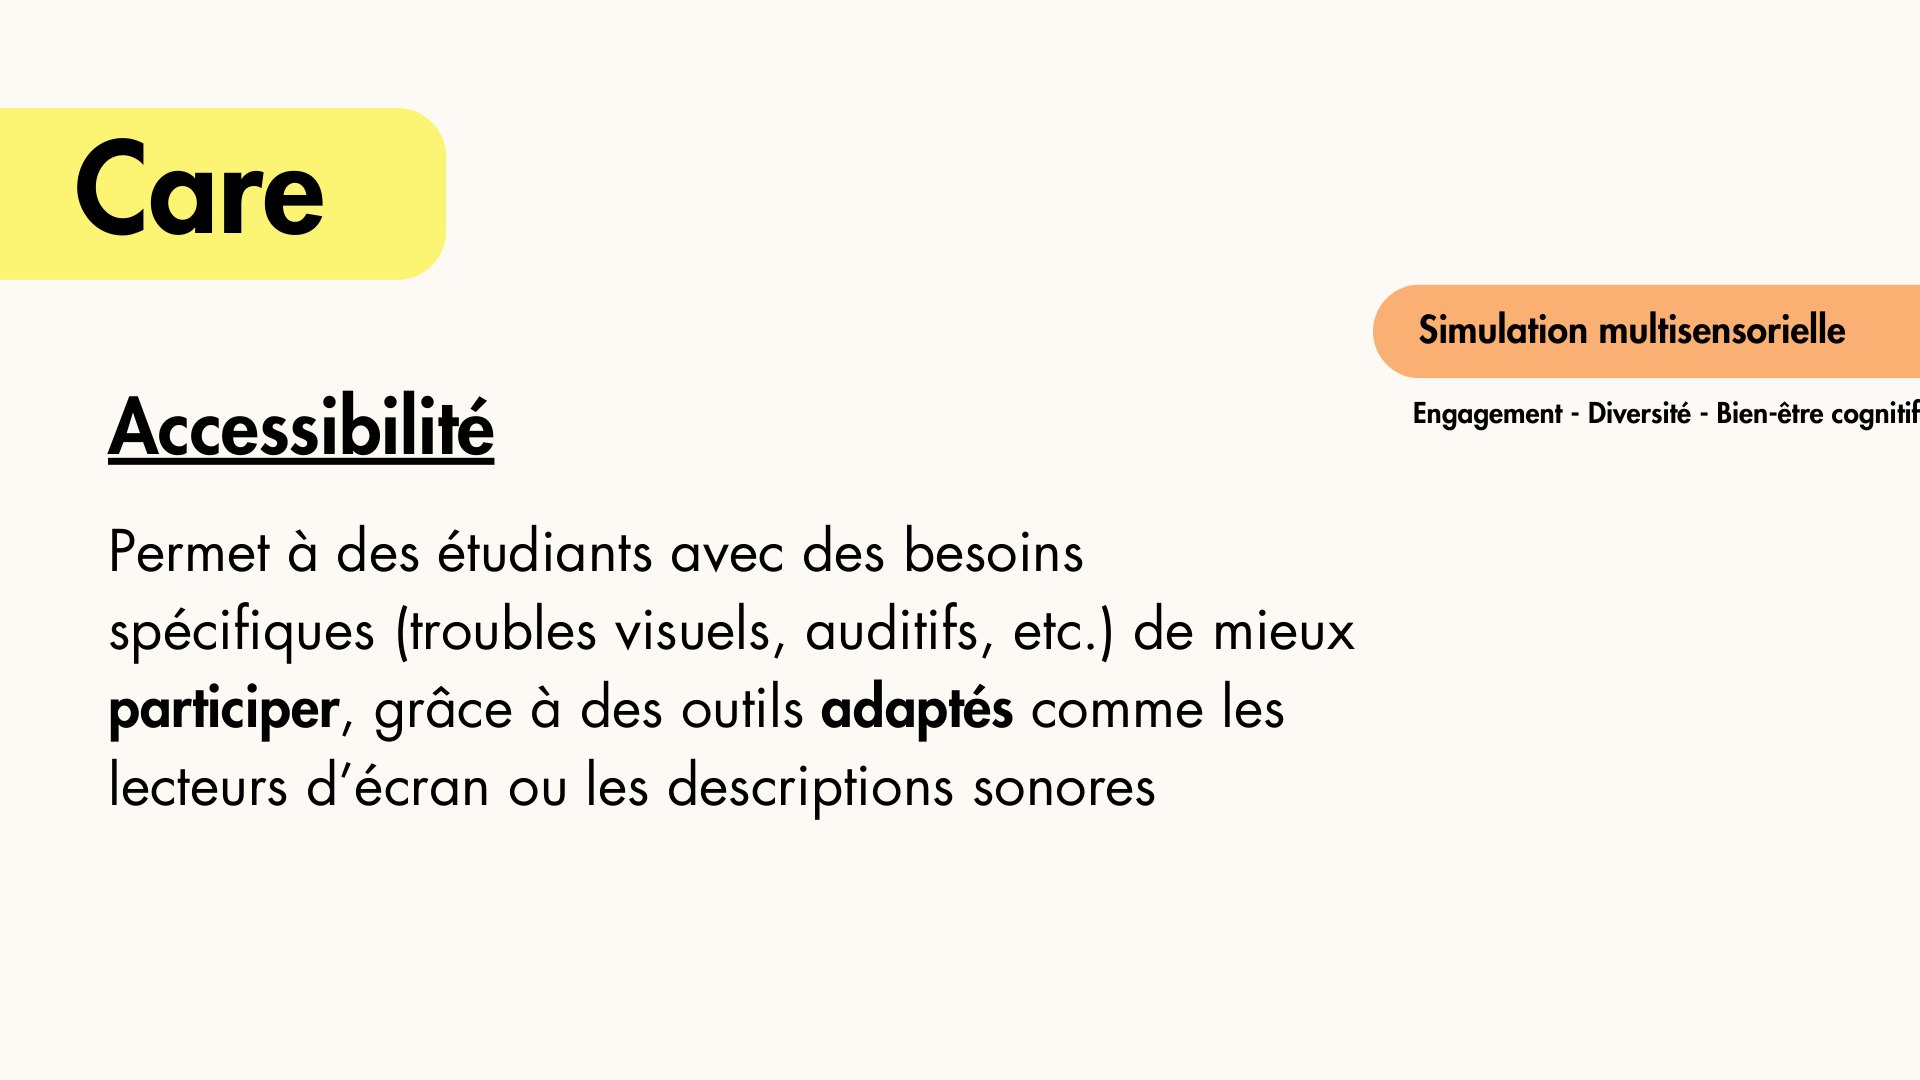 Care
Simulation multisensorielle
Engagement - Diversité - Bien-être cognitif
Accessibilité
Permet à des étudiants avec des besoins
spécifiques (troubles visuels, auditifs, etc.) de mieux
participer, grâce à des outils adaptés comme les
lecteurs d’écran ou les descriptions sonores